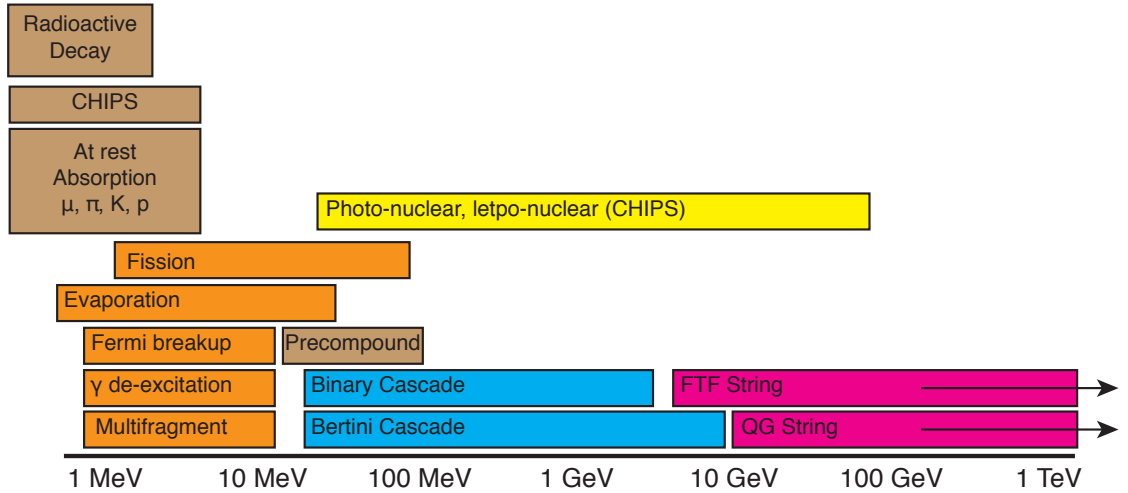 Radioactive
Decay
CHIPS
At rest
Absorption
μ, π, K, p
Photo-nuclear, letpo-nuclear (CHIPS)
Fission
Evaporation
Fermi breakup
Precompound
γ de-excitation
Binary Cascade
FTF String
Multifragment
Bertini Cascade
QG String
1 MeV
10 MeV
100 MeV
1 GeV
10 GeV
100 GeV
1 TeV